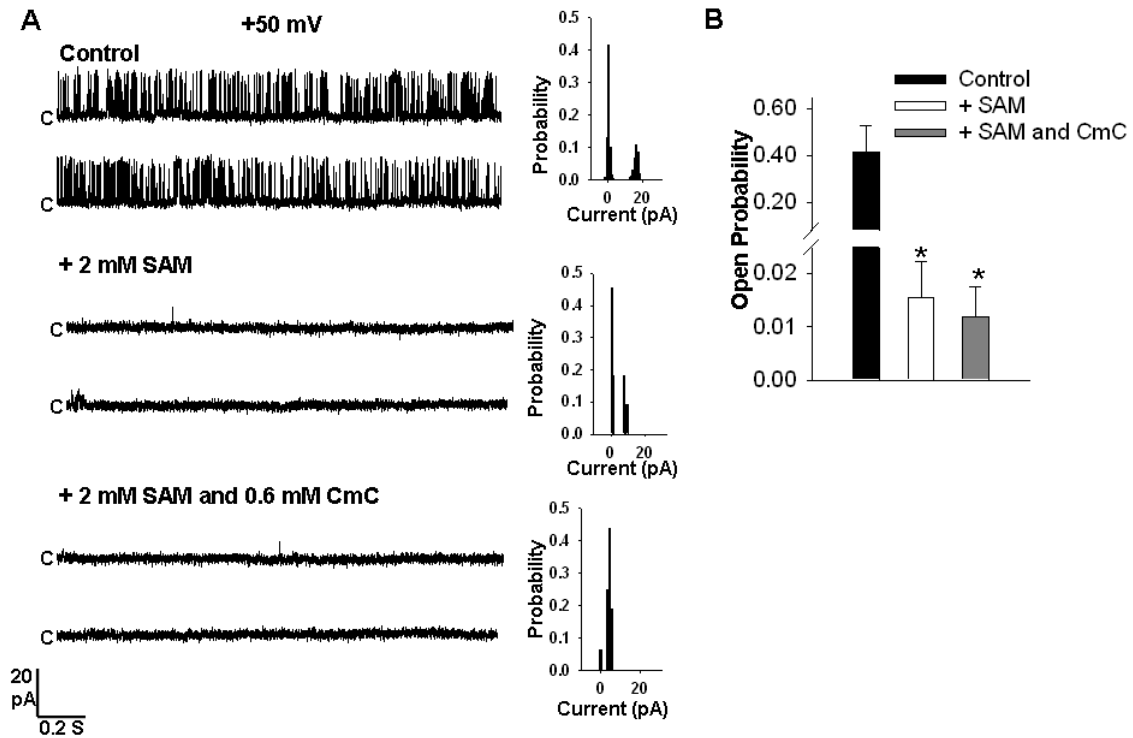 A
+50 mV
Control
C
C
0.5
0.4
0.3
0.2
0.1
0.0
Probability
0 20
Current (pA)
+ 2 mM SAM
C
C
0.5
0.4
0.3
0.2
0.1
0.0
Probability
0 20
Current (pA)
+ 2 mM SAM and 0.6 mM CmC
C
C
0.5
0.4
0.3
0.2
0.1
0.0
Probability
0 20
Current (pA)
20
pA
0.2 S
B
Control
+ SAM
+ SAM and CmC
0.60
0.40
0.20
0.02
0.01
0.00
Open Probability
*
*